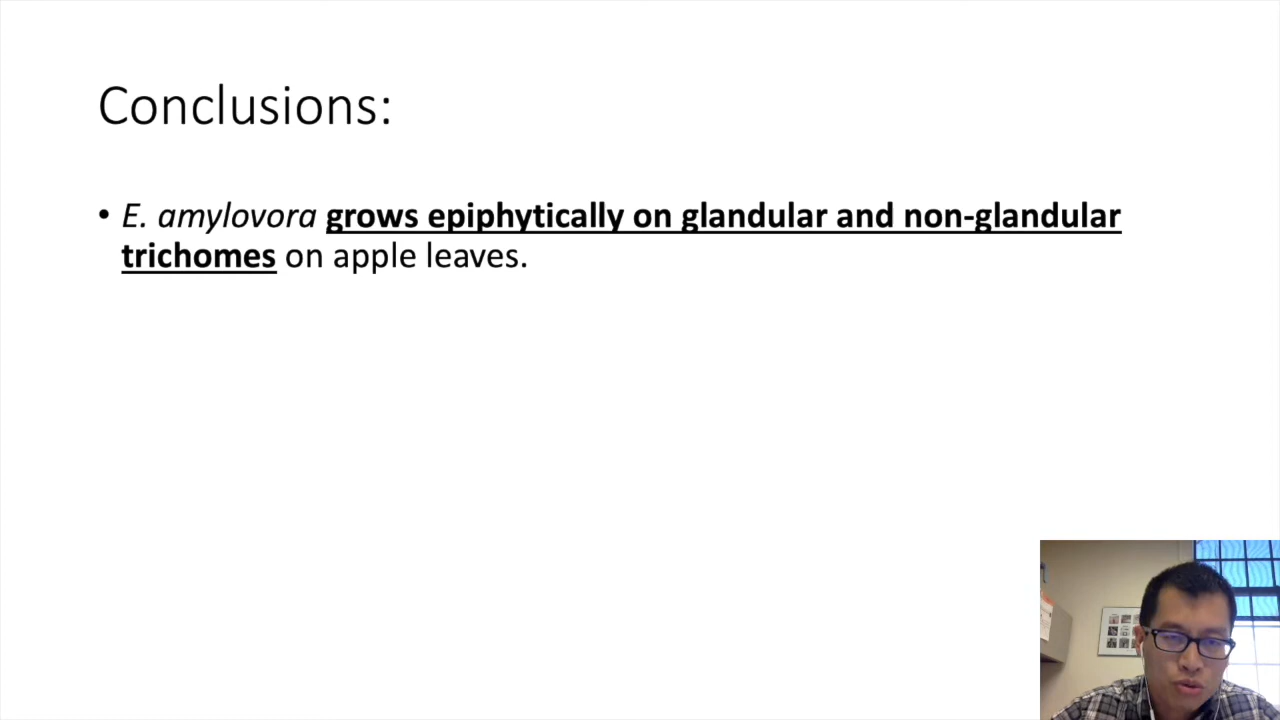 Conclusions:
• E. amylovora grows epiphytically on glandular and non-glandular
trichomes on apple leaves.